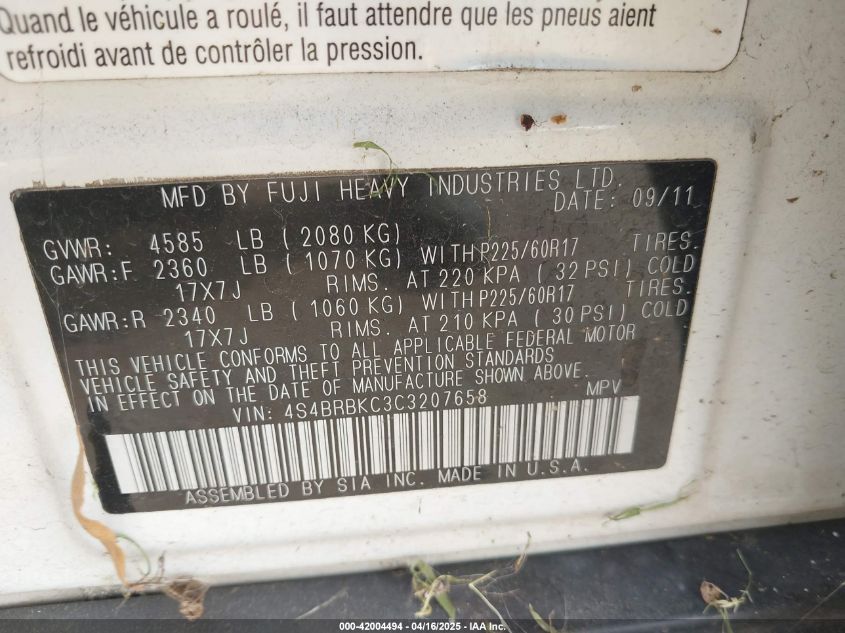 Quand le véhicule a roulé, il faut attendre que les pneus aient
refroidi avant de contrôler la pression.
MFD BY FUJI HEAVY INDUSTRIES LTD.
DATE: 09/11
GVWR: 4585 LB (2080 KG)
GAWR:F 2360 LB (1070 KG) WITH P225/60R17 TIRES.
17X7J RIMS. AT 220 KPA (32 PSI) COLD
GAWR:R 2340 LB (1060 KG) WITH P225/60R17 TIRES.
17X7J RIMS. AT 210 KPA (30 PSI) COLD
THIS VEHICLE CONFORMS TO ALL APPLICABLE FEDERAL MOTOR
VEHICLE SAFETY AND THEFT PREVENTION STANDARDS
IN EFFECT ON THE DATE OF MANUFACTURE SHOWN ABOVE.
VIN: 4S4BRBKC3C3207658 MPV
ASSEMBLED BY SIA INC. MADE IN U.S.A.
000-42004494 - 04/16/2025 - IAA Inc.